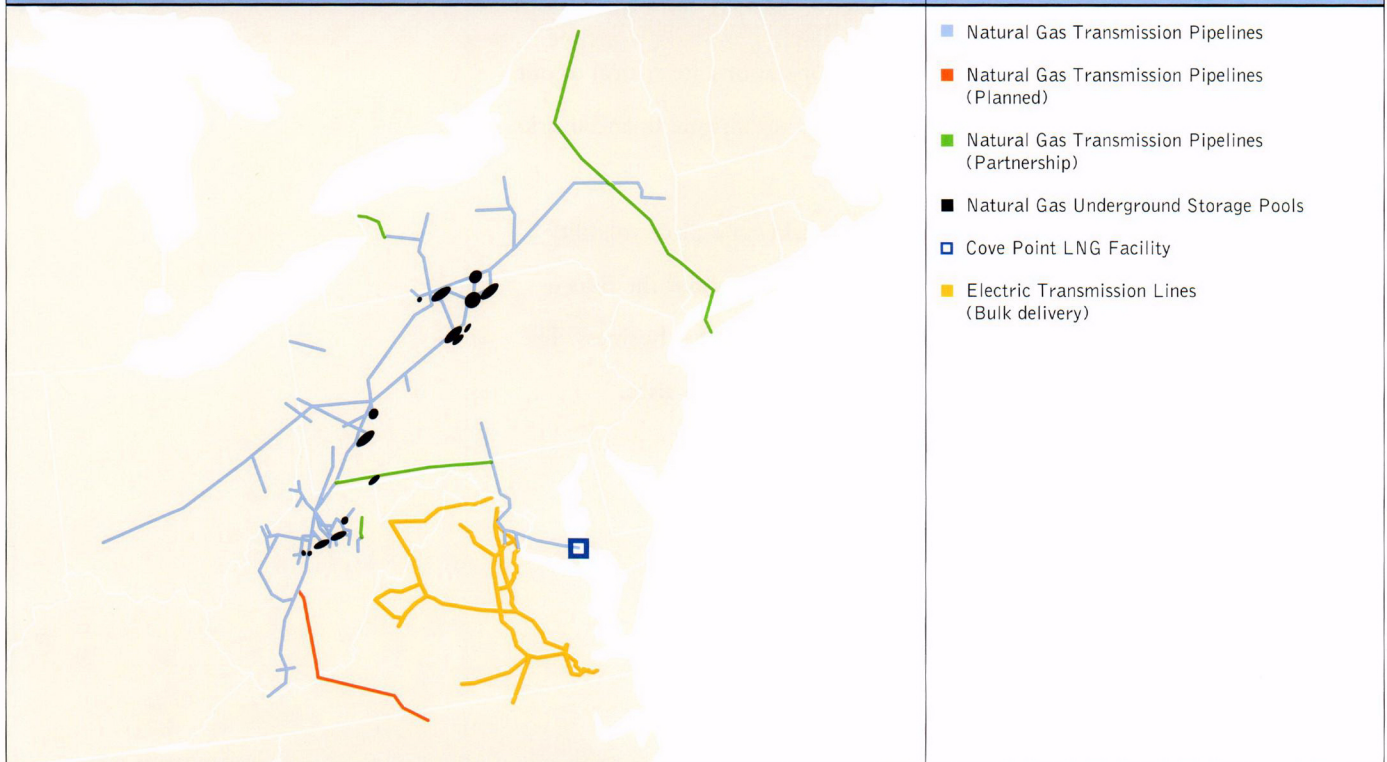 Natural Gas Transmission Pipelines
Natural Gas Transmission Pipelines
(Planned)
Natural Gas Transmission Pipelines
(Partnership)
Natural Gas Underground Storage Pools
Cove Point LNG Facility
Electric Transmission Lines
(Bulk delivery)